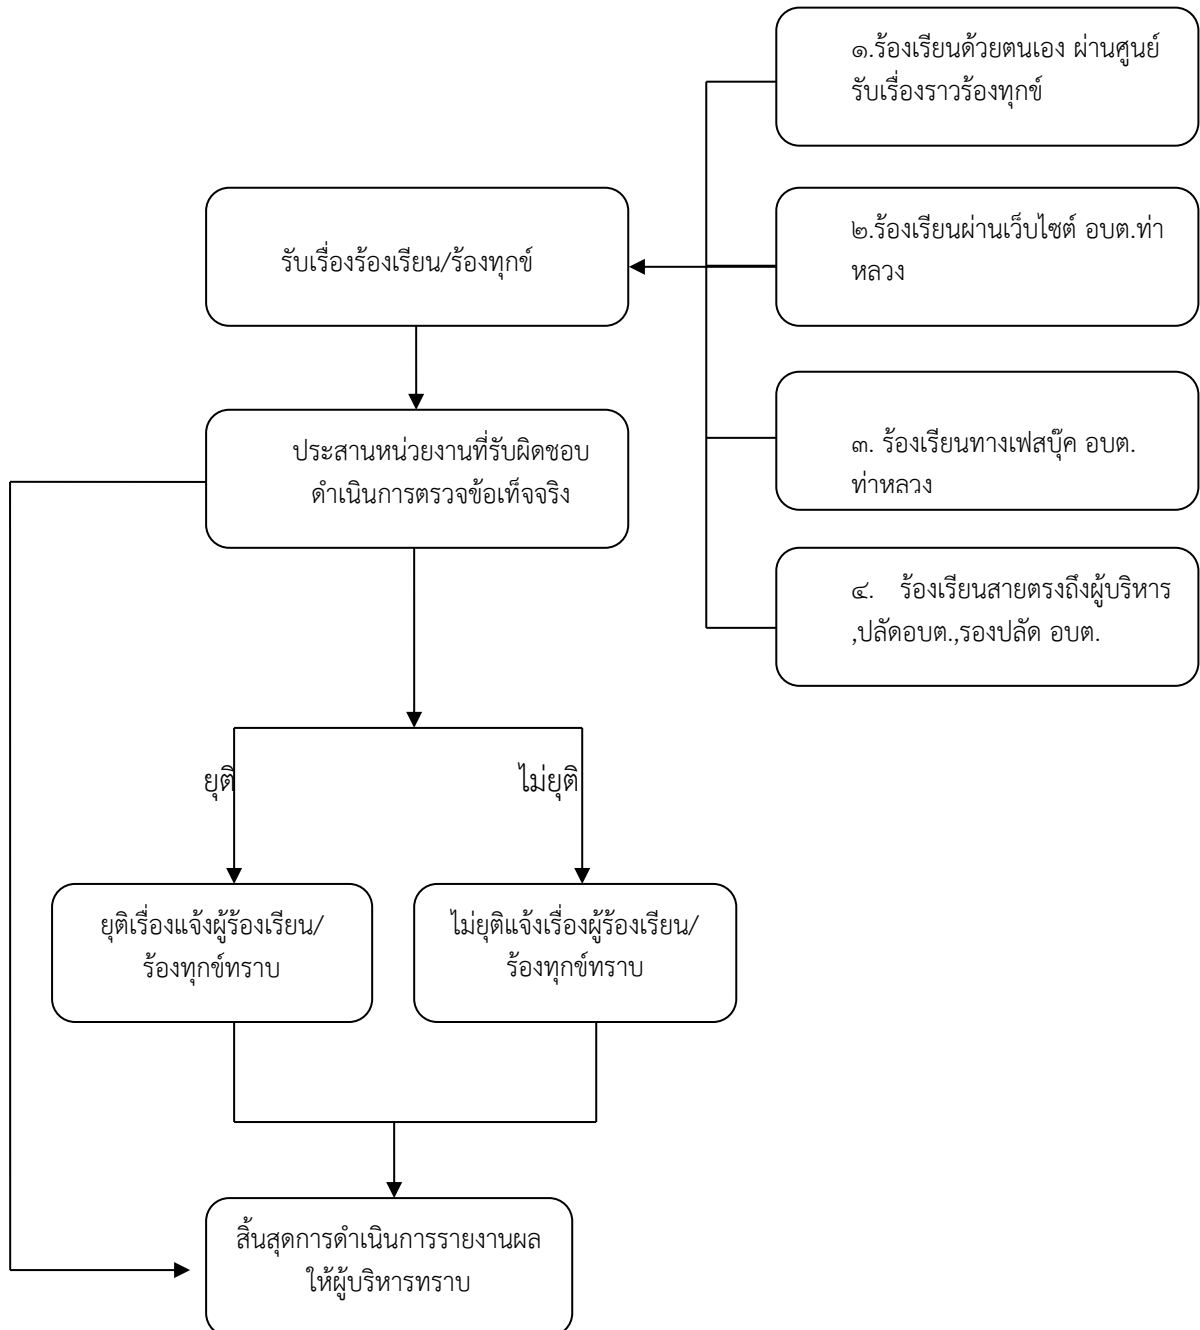 ๑.ร้องเรียนด้วยตนเอง ผ่านศูนย์
รับเรื่องราวร้องทุกข์
รับเรื่องร้องเรียน/ร้องทุกข์
๒.ร้องเรียนผ่านเว็บไซต์ อบต.ท่า
หลวง
ประสานหน่วยงานที่รับผิดชอบ
ดำเนินการตรวจข้อเท็จจริง
๓. ร้องเรียนทางเฟสบุ๊ค อบต.
ท่าหลวง
๔. ร้องเรียนสายตรงถึงผู้บริหาร
,ปลัดอบต.,รองปลัด อบต.
ยุติ
ไม่ยุติ
ยุติเรื่องแจ้งผู้ร้องเรียน/
ร้องทุกข์ทราบ
ไม่ยุติแจ้งเรื่องผู้ร้องเรียน/
ร้องทุกข์ทราบ
สิ้นสุดการดำเนินการรายงานผล
ให้ผู้บริหารทราบ